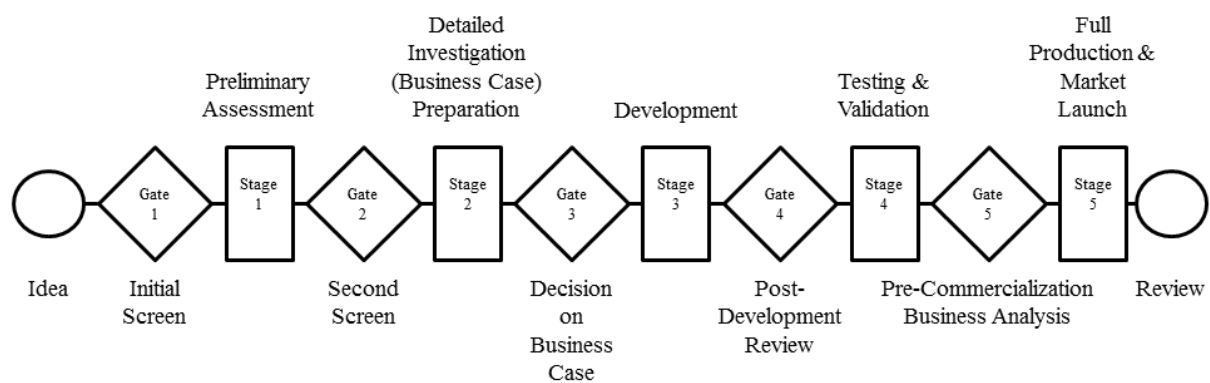 Preliminary
Assessment
Detailed
Investigation
(Business Case)
Preparation
Development
Testing &
Validation
Full
Production &
Market
Launch
Gate
1
Stage
1
Gate
2
Stage
2
Gate
3
Stage
3
Gate
4
Stage
4
Gate
5
Stage
5
Idea
Initial
Screen
Second
Screen
Decision
on
Business
Case
Post-
Development
Review
Pre-Commercialization
Business Analysis
Review